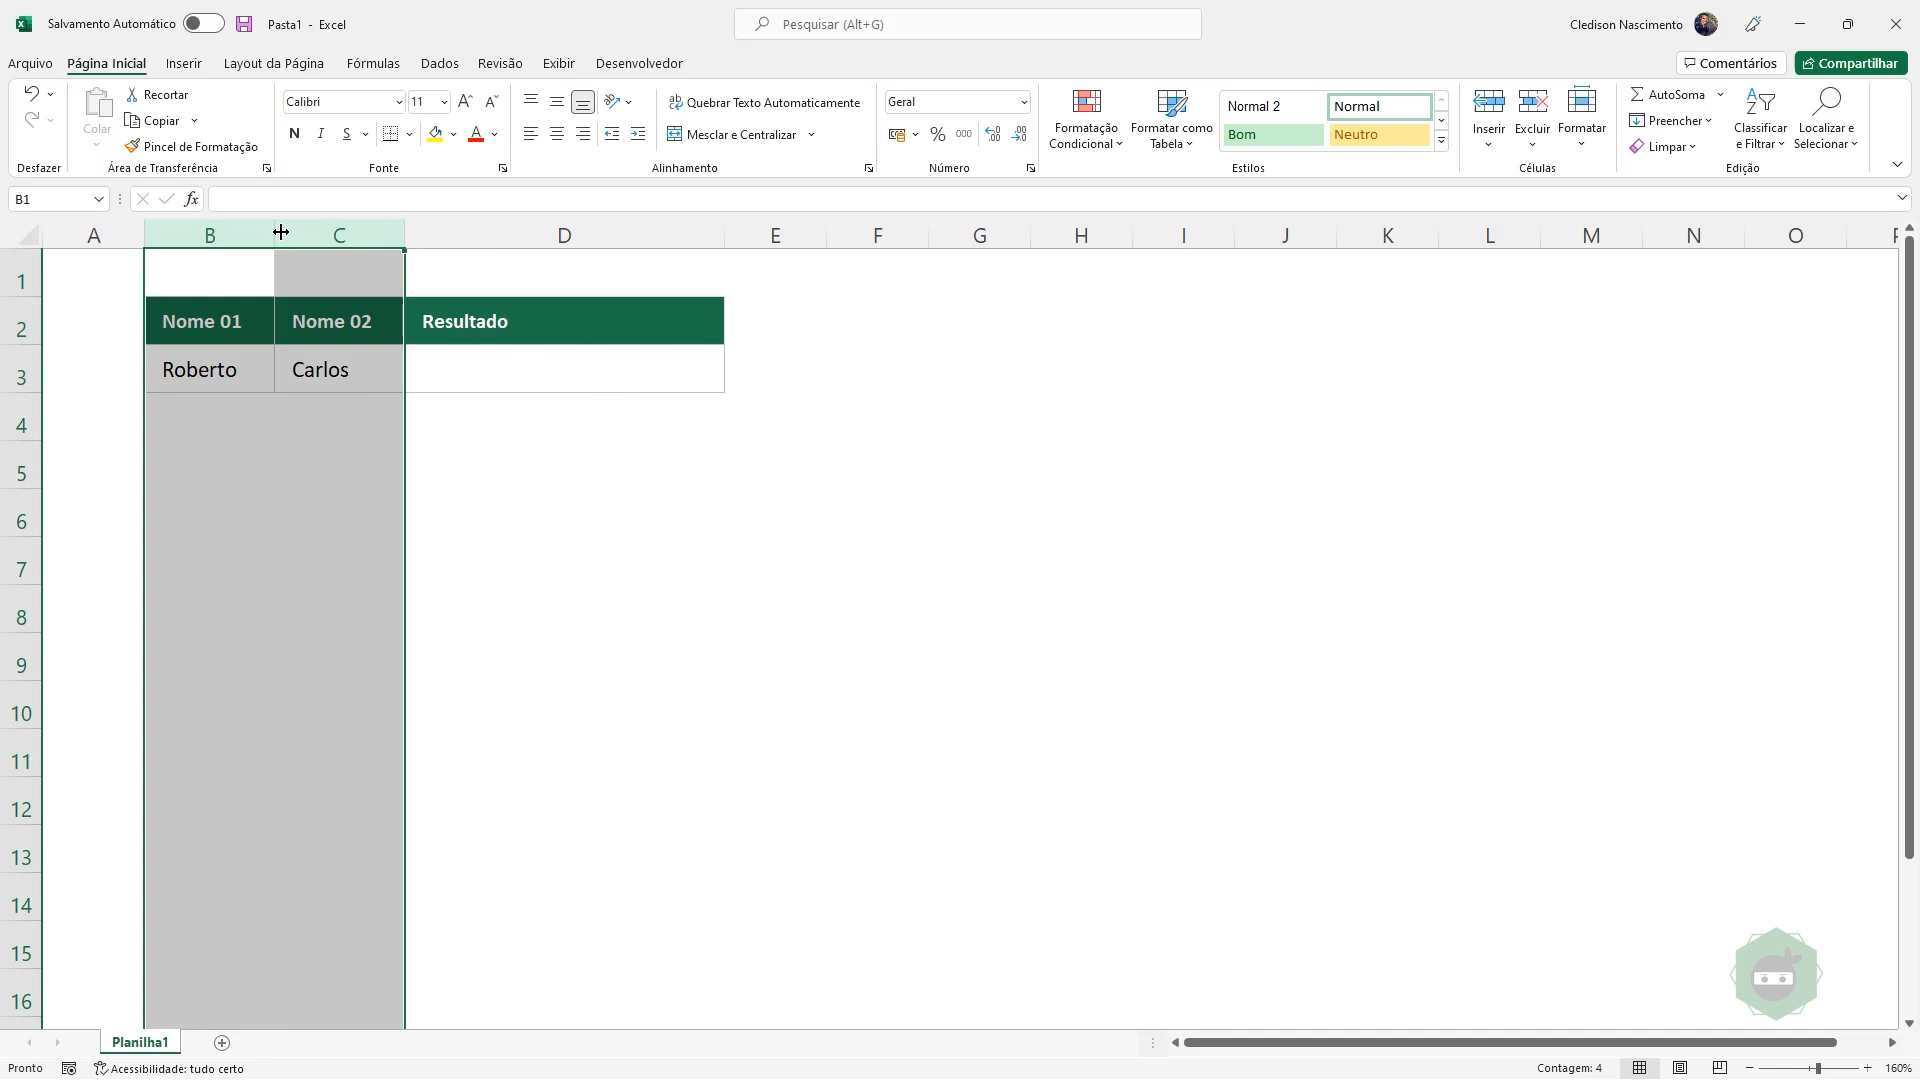 Salvamento Automático
Pasta1 - Excel
Pesquisar (Alt+G)
Cledison Nascimento
Arquivo
Página Inicial
Inserir
Layout da Página
Fórmulas
Dados
Revisão
Exibir
Desenvolvedor
Comentários
Compartilhar
Desfazer
Colar
Recortar
Copiar
Pincel de Formatação
Área de Transferência
Calibri
11
N
I
S
Fonte
Quebrar Texto Automaticamente
Mesclar e Centralizar
Alinhamento
Geral
%
000
Número
Formatação Condicional
Formatar como Tabela
Normal 2
Normal
Bom
Neutro
Estilos
Inserir
Excluir
Formatar
Células
AutoSoma
Preencher
Limpar
Classificar e Filtrar
Localizar e Selecionar
Edição
B1
fx
A B C D E F G H I J K L M N O
1
2 Nome 01 Nome 02 Resultado
3 Roberto Carlos
4
5
6
7
8
9
10
11
12
13
14
15
16
Planilha1
Pronto
Acessibilidade: tudo certo
Contagem: 4
160%